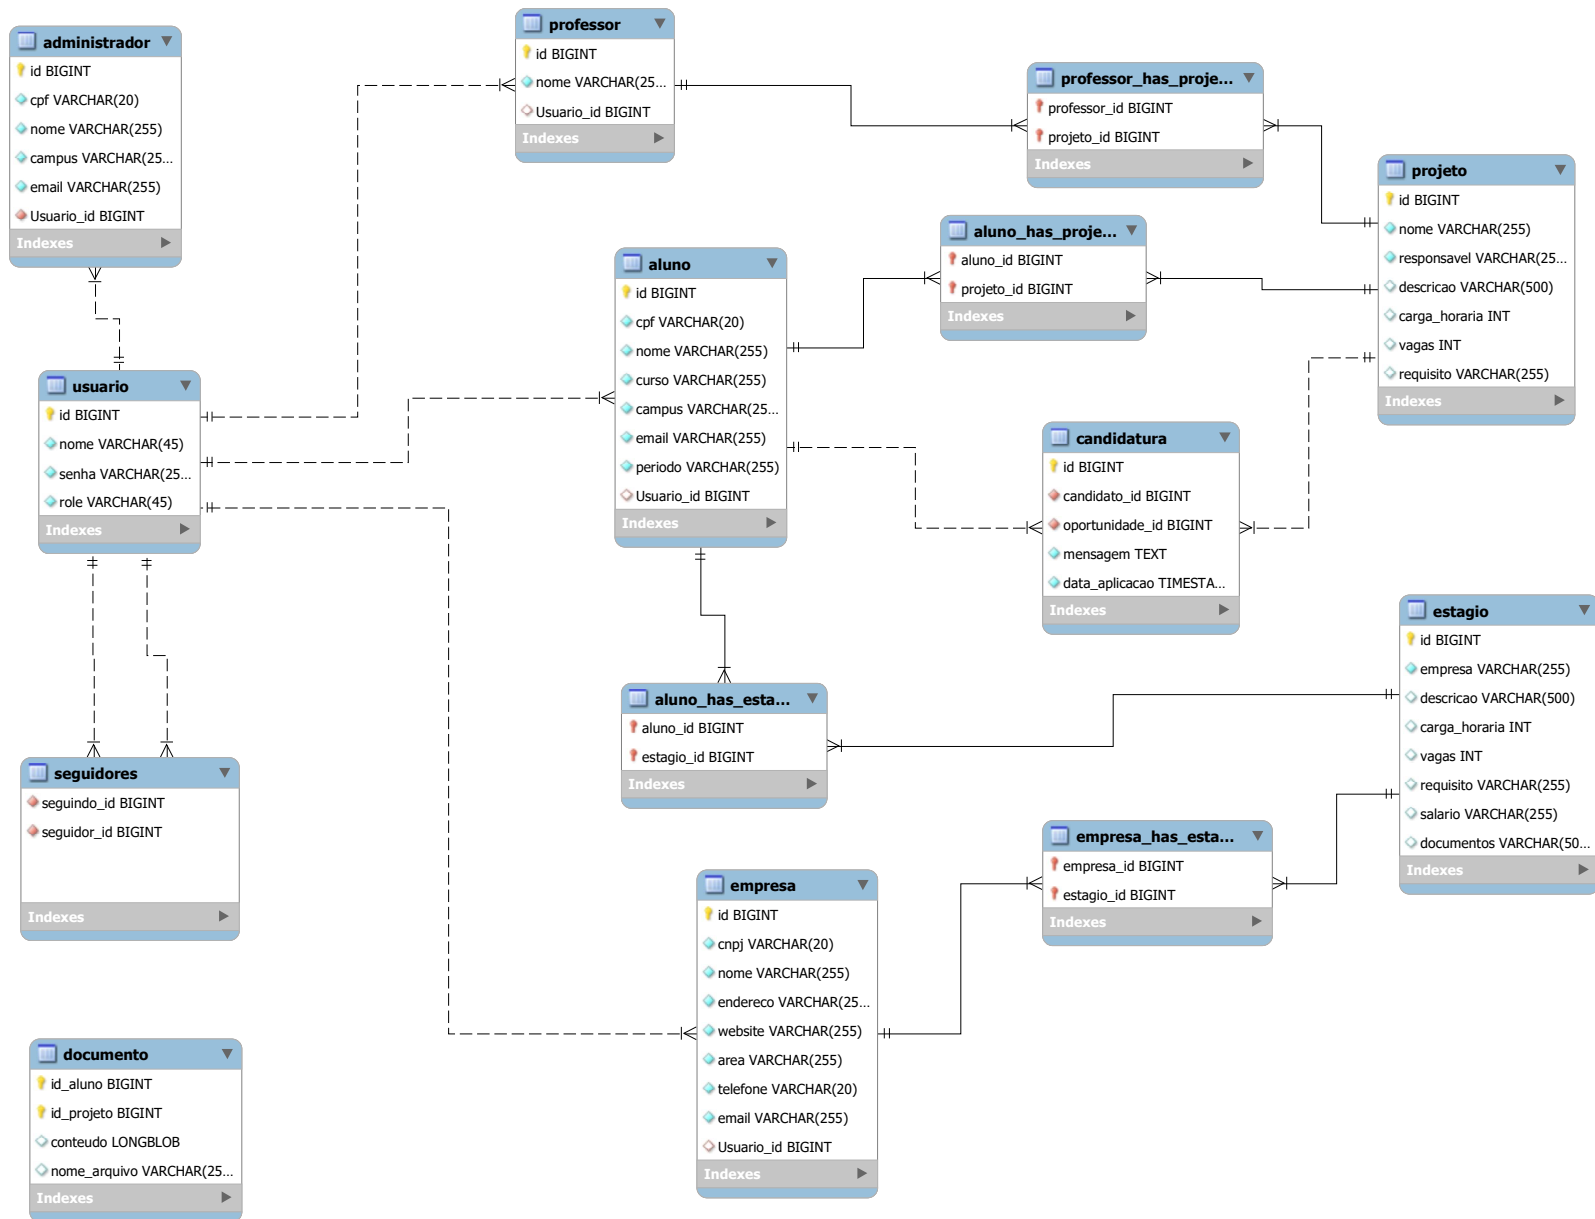 administrador
id BIGINT
cpf VARCHAR(20)
nome VARCHAR(255)
campus VARCHAR(25...
email VARCHAR(255)
Usuario_id BIGINT
Indexes
professor
id BIGINT
nome VARCHAR(25...
Usuario_id BIGINT
Indexes
professor_has_proje...
professor_id BIGINT
projeto_id BIGINT
Indexes
projeto
id BIGINT
nome VARCHAR(255)
responsavel VARCHAR(25...
descricao VARCHAR(500)
carga_horaria INT
vagas INT
requisito VARCHAR(255)
Indexes
aluno_has_proje...
aluno_id BIGINT
projeto_id BIGINT
Indexes
aluno
id BIGINT
cpf VARCHAR(20)
nome VARCHAR(255)
curso VARCHAR(255)
campus VARCHAR(25...
email VARCHAR(255)
periodo VARCHAR(255)
Usuario_id BIGINT
Indexes
usuario
id BIGINT
nome VARCHAR(45)
senha VARCHAR(25...
role VARCHAR(45)
Indexes
candidatura
id BIGINT
candidato_id BIGINT
oportunidade_id BIGINT
mensagem TEXT
data_aplicacao TIMESTA...
Indexes
estagio
id BIGINT
empresa VARCHAR(255)
descricao VARCHAR(500)
carga_horaria INT
vagas INT
requisito VARCHAR(255)
salario VARCHAR(255)
documentos VARCHAR(50...
Indexes
aluno_has_esta...
aluno_id BIGINT
estagio_id BIGINT
Indexes
seguidores
seguindo_id BIGINT
seguidor_id BIGINT
Indexes
empresa_has_esta...
empresa_id BIGINT
estagio_id BIGINT
Indexes
empresa
id BIGINT
cnpj VARCHAR(20)
nome VARCHAR(255)
endereco VARCHAR(25...
website VARCHAR(255)
area VARCHAR(255)
telefone VARCHAR(20)
email VARCHAR(255)
Usuario_id BIGINT
Indexes
documento
id_aluno BIGINT
id_projeto BIGINT
conteudo LONGBLOB
nome_arquivo VARCHAR(25...
Indexes